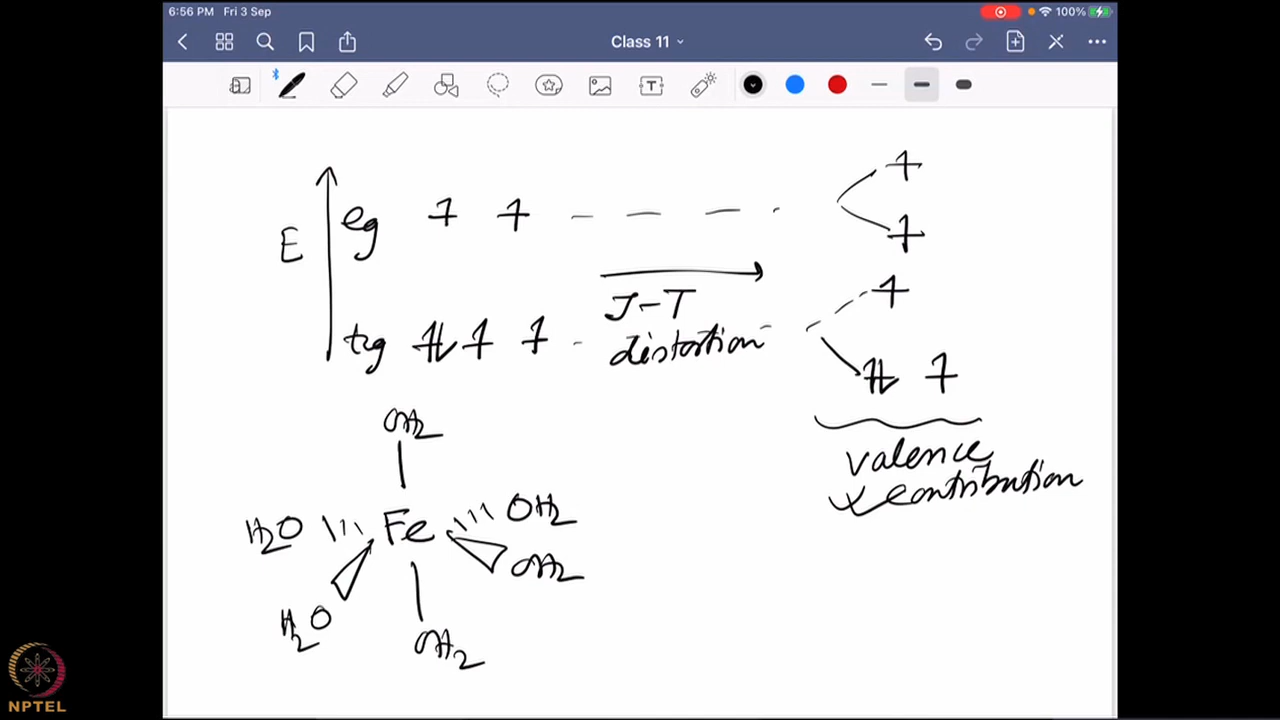 6:56 PM Fri 3 Sep
100%
Class 11
T
E
eg
t2g
J-T
distortion
valence
contribution
OH2
H2O
Fe
OH2
OH2
H2O
OH2
NPTEL